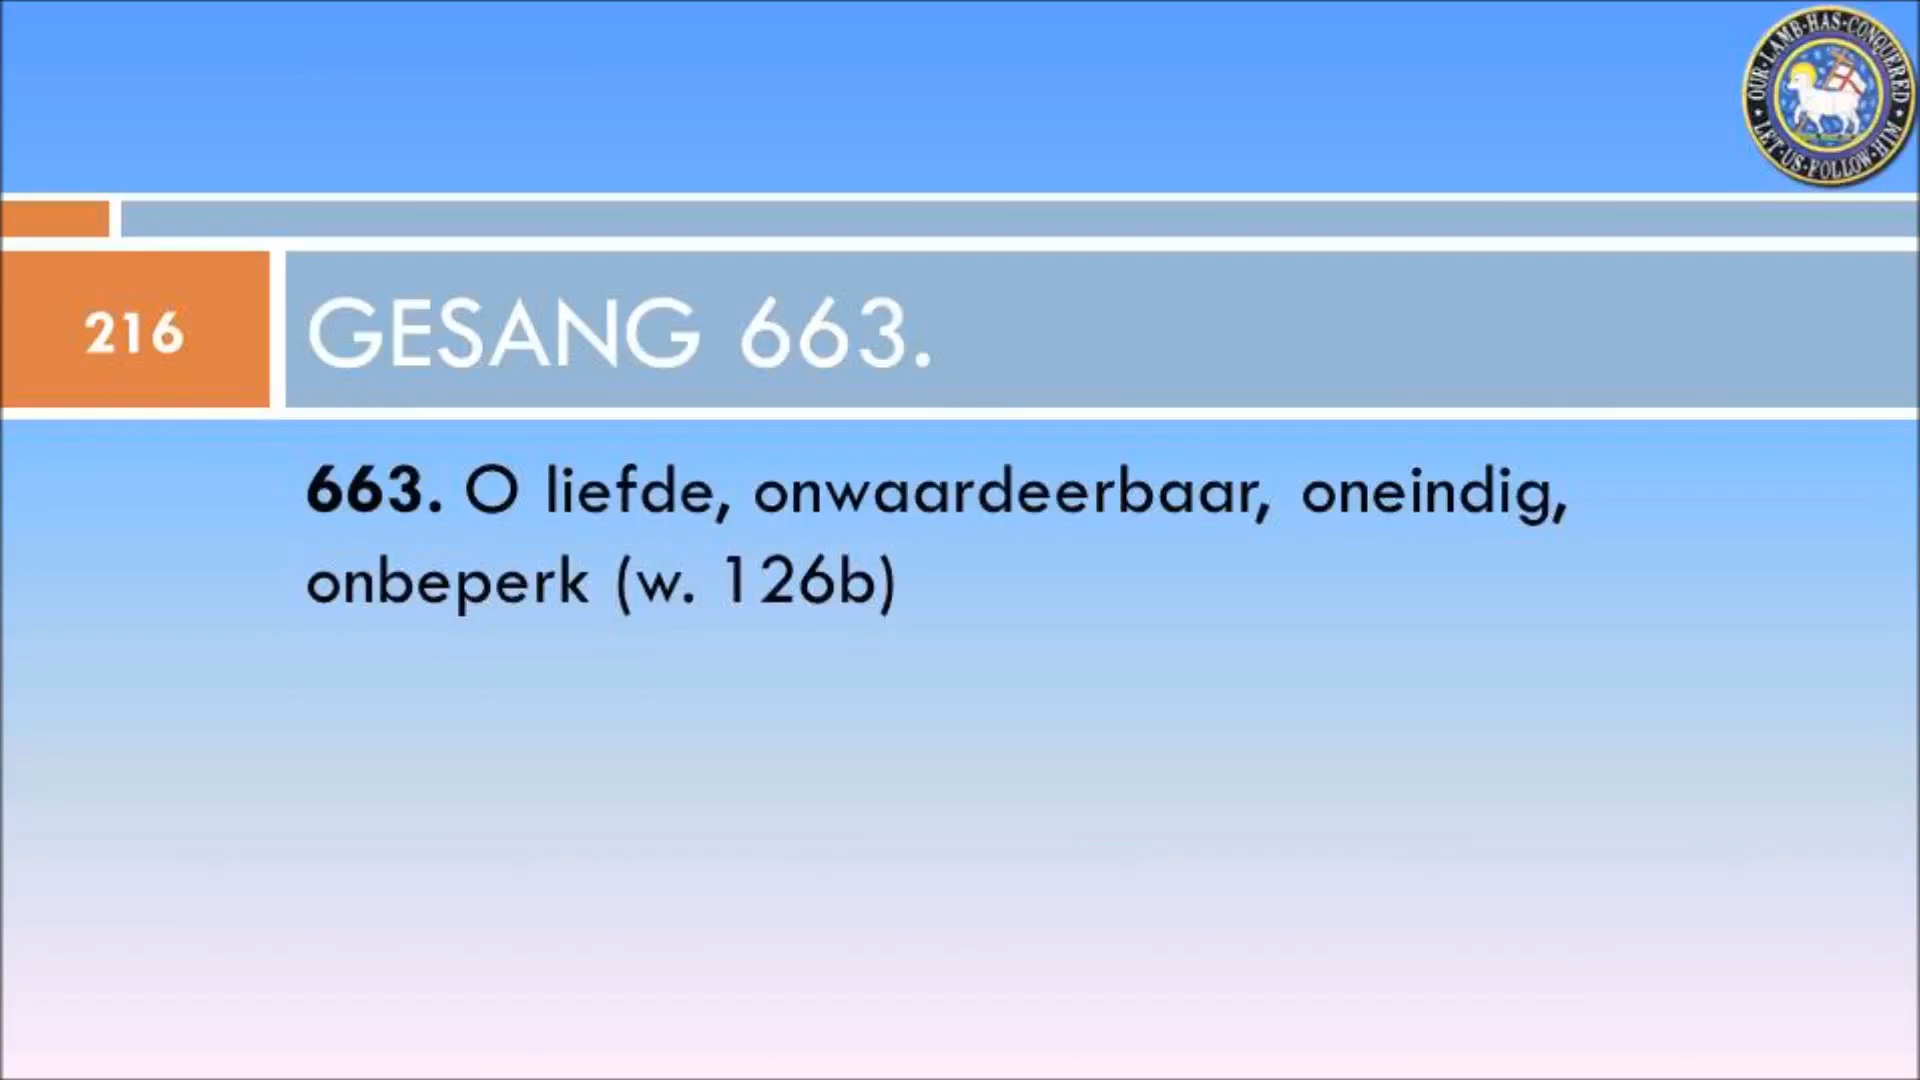 OUR LAMB HAS CONQUERED
LET US FOLLOW HIM
216
GESANG 663.
663. O liefde, onwaardeerbaar, oneindig,
onbeperk (w. 126b)